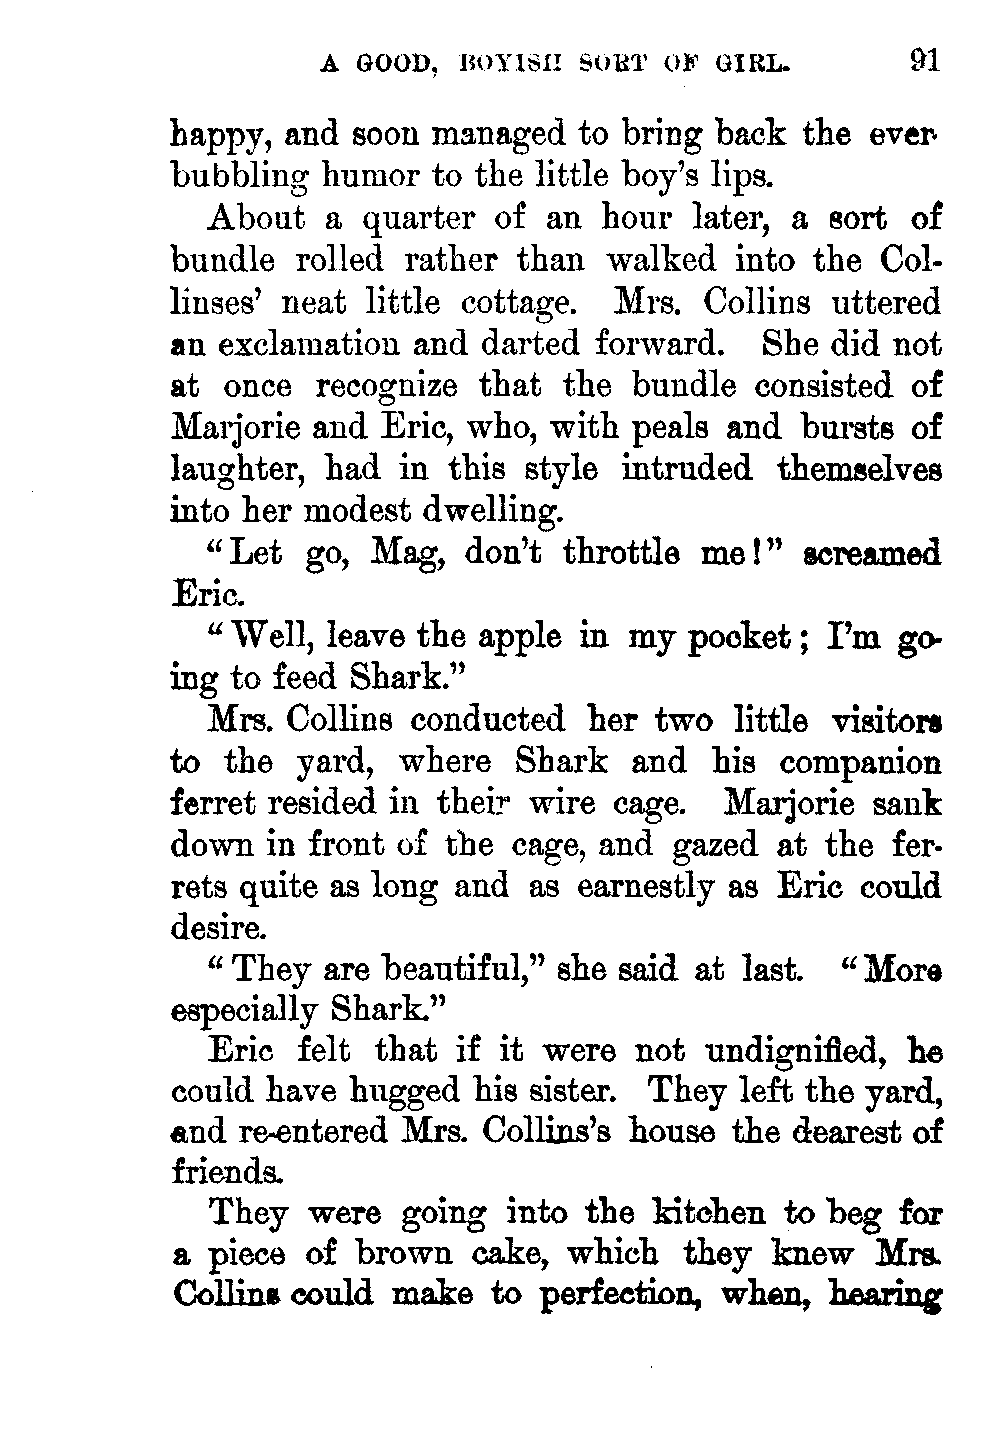 A GOOD, BOYISH SORT OF GIRL. 91
happy, and soon managed to bring back the ever-
bubbling humor to the little boy's lips.
About a quarter of an hour later, a sort of
bundle rolled rather than walked into the Col-
linses' neat little cottage. Mrs. Collins uttered
an exclamation and darted forward. She did not
at once recognize that the bundle consisted of
Marjorie and Eric, who, with peals and bursts of
laughter, had in this style intruded themselves
into her modest dwelling.
"Let go, Mag, don't throttle me!" screamed
Eric.
"Well, leave the apple in my pocket; I'm go-
ing to feed Shark."
Mrs. Collins conducted her two little visitors
to the yard, where Shark and his companion
ferret resided in their wire cage. Marjorie sank
down in front of the cage, and gazed at the fer-
rets quite as long and as earnestly as Eric could
desire.
"They are beautiful," she said at last. "More
especially Shark."
Eric felt that if it were not undignified, he
could have hugged his sister. They left the yard,
and re-entered Mrs. Collins's house the dearest of
friends.
They were going into the kitchen to beg for
a piece of brown cake, which they knew Mrs.
Collins could make to perfection, when, hearing